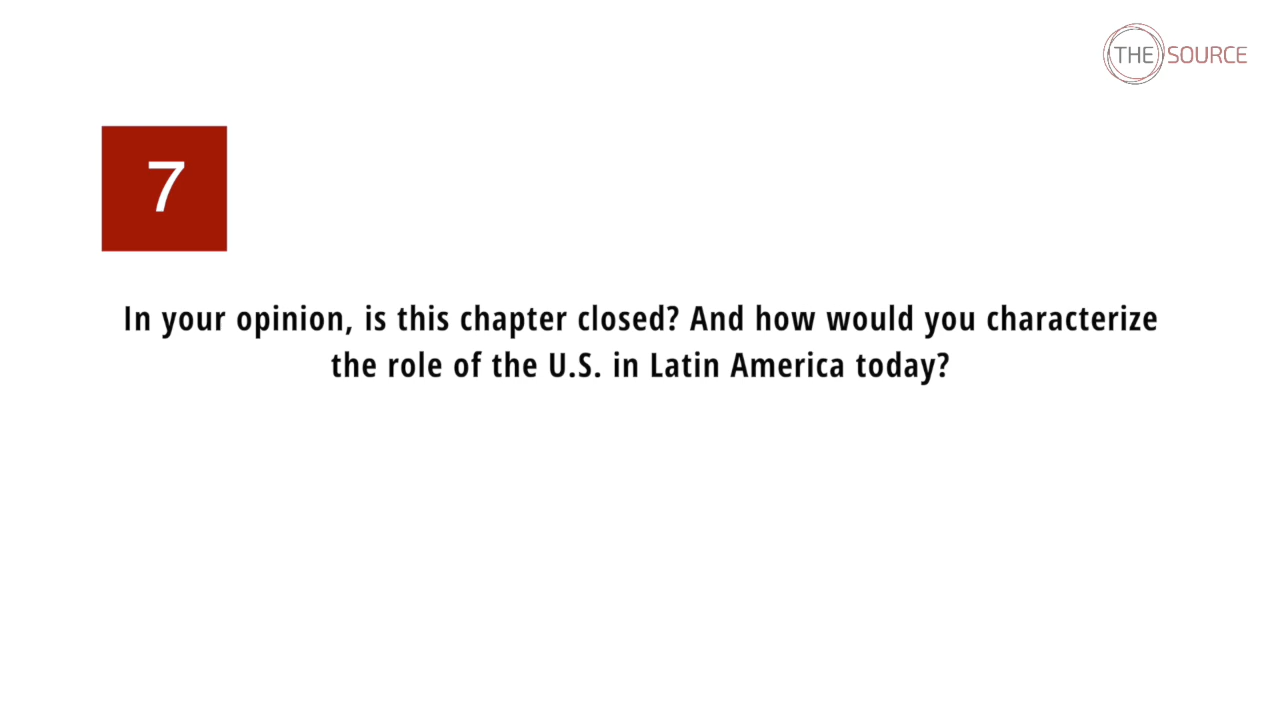 THE SOURCE
7
In your opinion, is this chapter closed? And how would you characterize
the role of the U.S. in Latin America today?